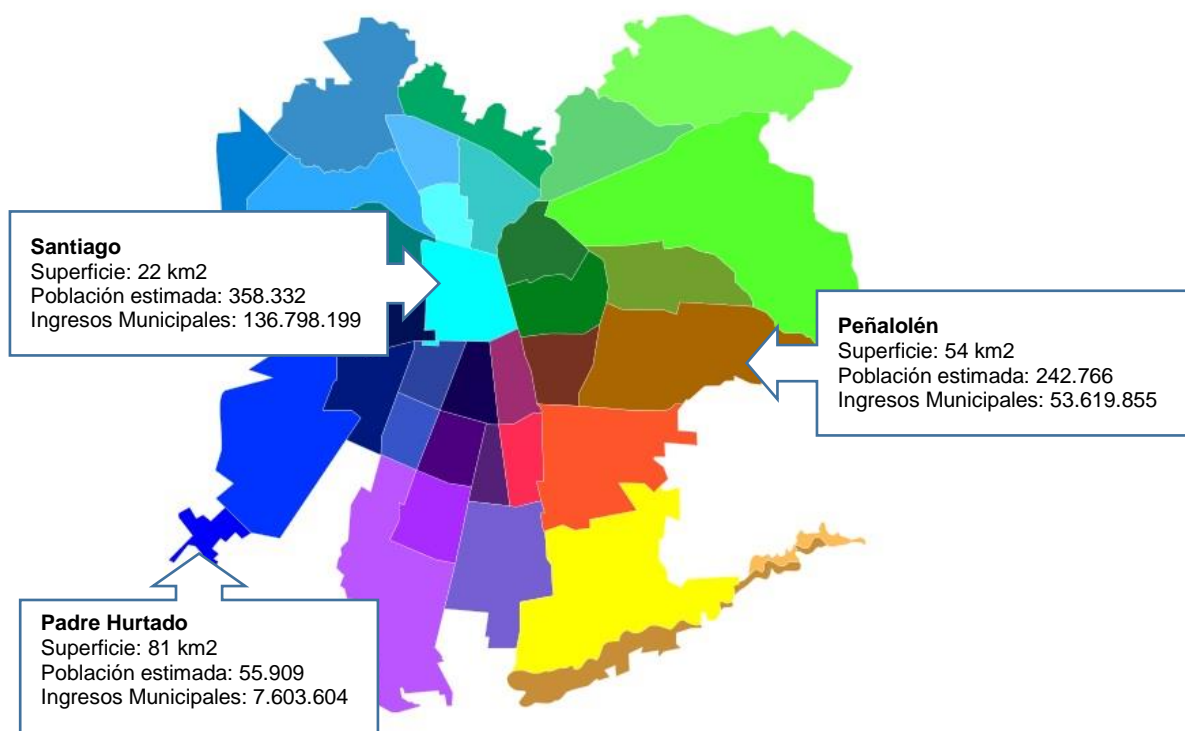 Santiago
Superficie: 22 km2
Población estimada: 358.332
Ingresos Municipales: 136.798.199
Peñalolén
Superficie: 54 km2
Población estimada: 242.766
Ingresos Municipales: 53.619.855
Padre Hurtado
Superficie: 81 km2
Población estimada: 55.909
Ingresos Municipales: 7.603.604